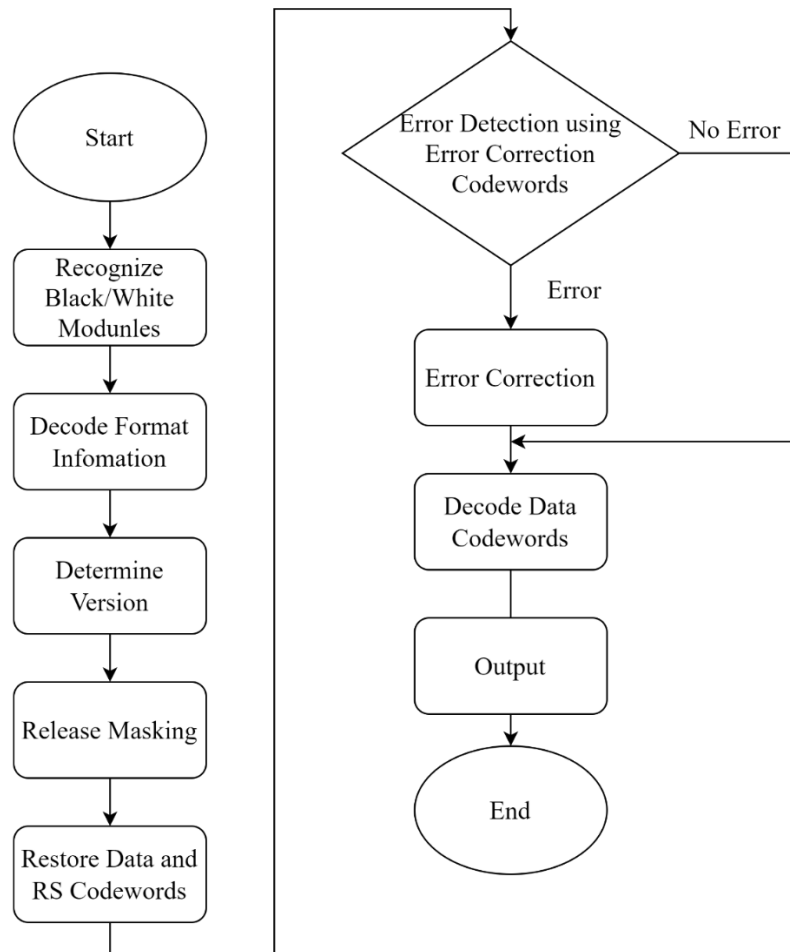 Start
Recognize
Black/White
Modunles
Decode Format
Infomation
Determine
Version
Release Masking
Restore Data and
RS Codewords
Error Detection using
Error Correction
Codewords
No Error
Error
Error Correction
Decode Data
Codewords
Output
End